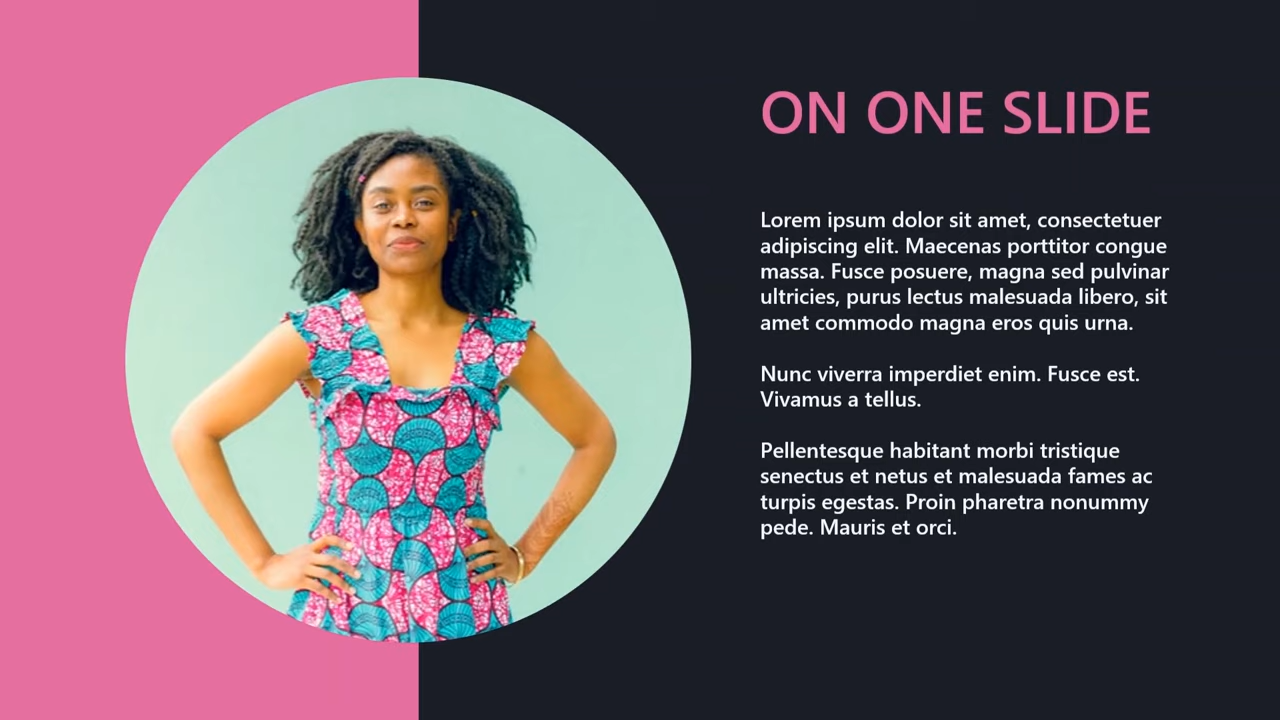 ON ONE SLIDE
Lorem ipsum dolor sit amet, consectetuer
adipiscing elit. Maecenas porttitor congue
massa. Fusce posuere, magna sed pulvinar
ultricies, purus lectus malesuada libero, sit
amet commodo magna eros quis urna.
Nunc viverra imperdiet enim. Fusce est.
Vivamus a tellus.
Pellentesque habitant morbi tristique
senectus et netus et malesuada fames ac
turpis egestas. Proin pharetra nonummy
pede. Mauris et orci.